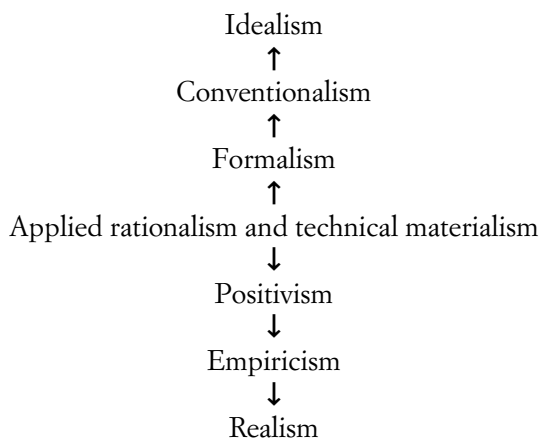 Idealism
↑
Conventionalism
↑
Formalism
↑
Applied rationalism and technical materialism
↓
Positivism
↓
Empiricism
↓
Realism